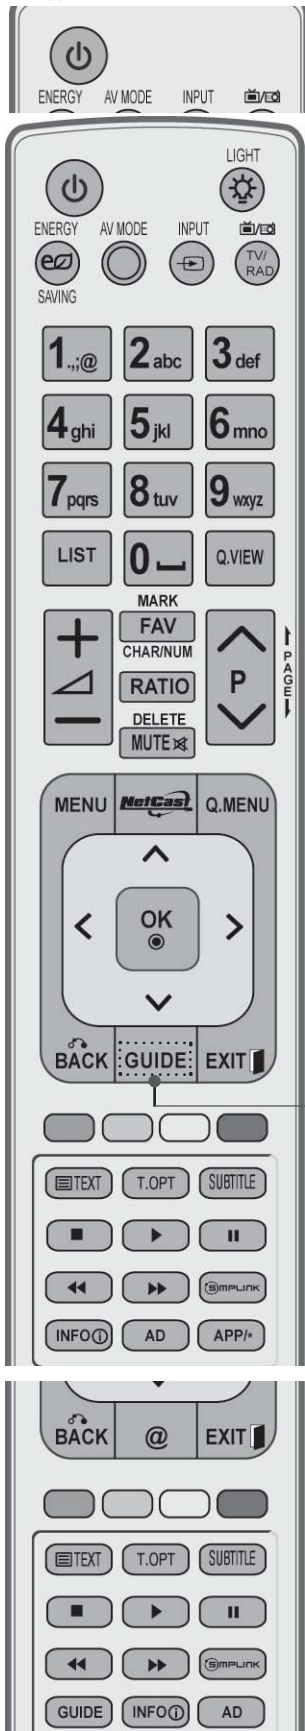 ENERGY AV MODE INPUT
LIGHT
ENERGY AV MODE INPUT
SAVING
TV/
RAD
1.,;@ 2abc 3def
4ghi 5jkl 6mno
7pqrs 8tuv 9wxyz
LIST 0 Q.VIEW
MARK
FAV
CHAR/NUM
RATIO
DELETE
MUTE
P
PAGE
MENU NetCast Q.MENU
OK
BACK GUIDE EXIT
TEXT T.OPT SUBTITLE
SIMPLINK
INFO AD APP/*
BACK @ EXIT
TEXT T.OPT SUBTITLE
SIMPLINK
GUIDE INFO AD